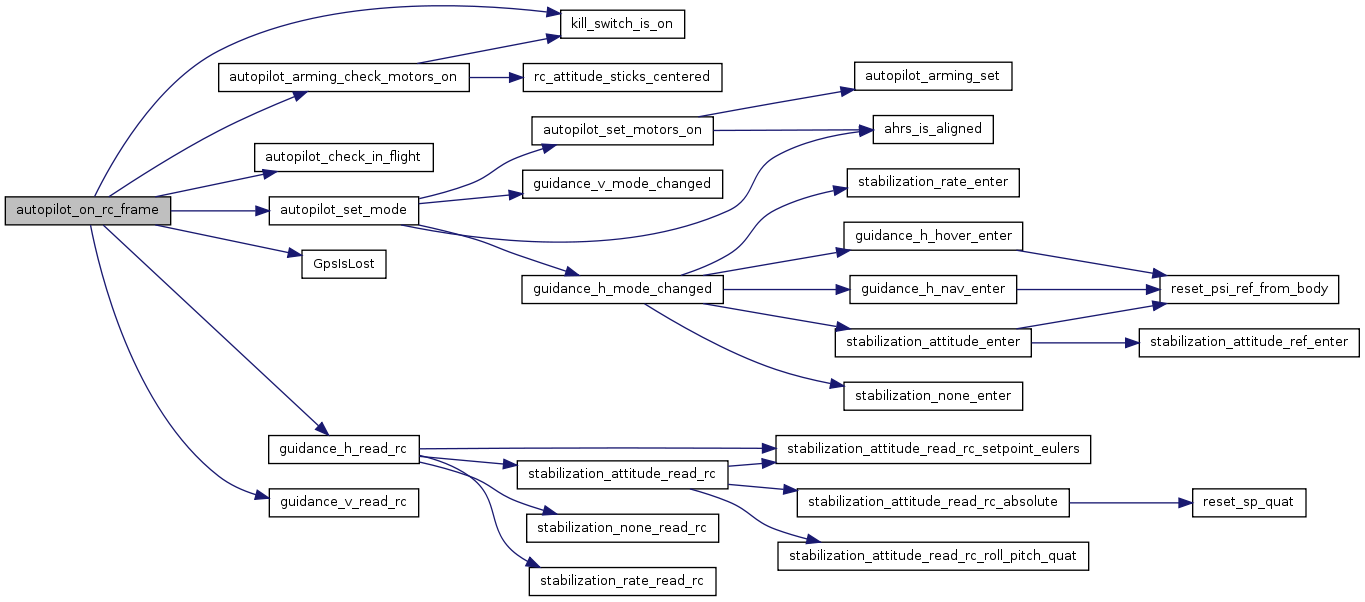 kill_switch_is_on
autopilot_arming_check_motors_on
rc_attitude_sticks_centered
autopilot_arming_set
autopilot_set_motors_on
ahrs_is_aligned
autopilot_check_in_flight
guidance_v_mode_changed
stabilization_rate_enter
autopilot_on_rc_frame
autopilot_set_mode
guidance_h_hover_enter
GpsIsLost
guidance_h_mode_changed
guidance_h_nav_enter
reset_psi_ref_from_body
stabilization_attitude_enter
stabilization_attitude_ref_enter
stabilization_none_enter
guidance_h_read_rc
stabilization_attitude_read_rc_setpoint_eulers
stabilization_attitude_read_rc
guidance_v_read_rc
stabilization_attitude_read_rc_absolute
reset_sp_quat
stabilization_none_read_rc
stabilization_attitude_read_rc_roll_pitch_quat
stabilization_rate_read_rc